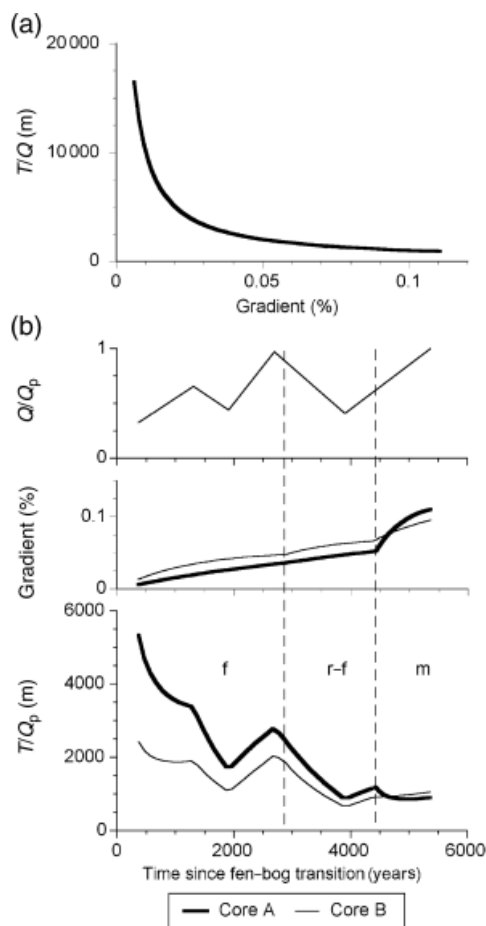 (a)
20 000
10 000
0
T/Q (m)
0
0.05
0.1
Gradient (%)
(b)
1
0
Q/Qp
0.1
0
Gradient (%)
6000
4000
2000
0
T/Qp (m)
f
r–f
m
0
2000
4000
6000
Time since fen–bog transition (years)
Core A
Core B